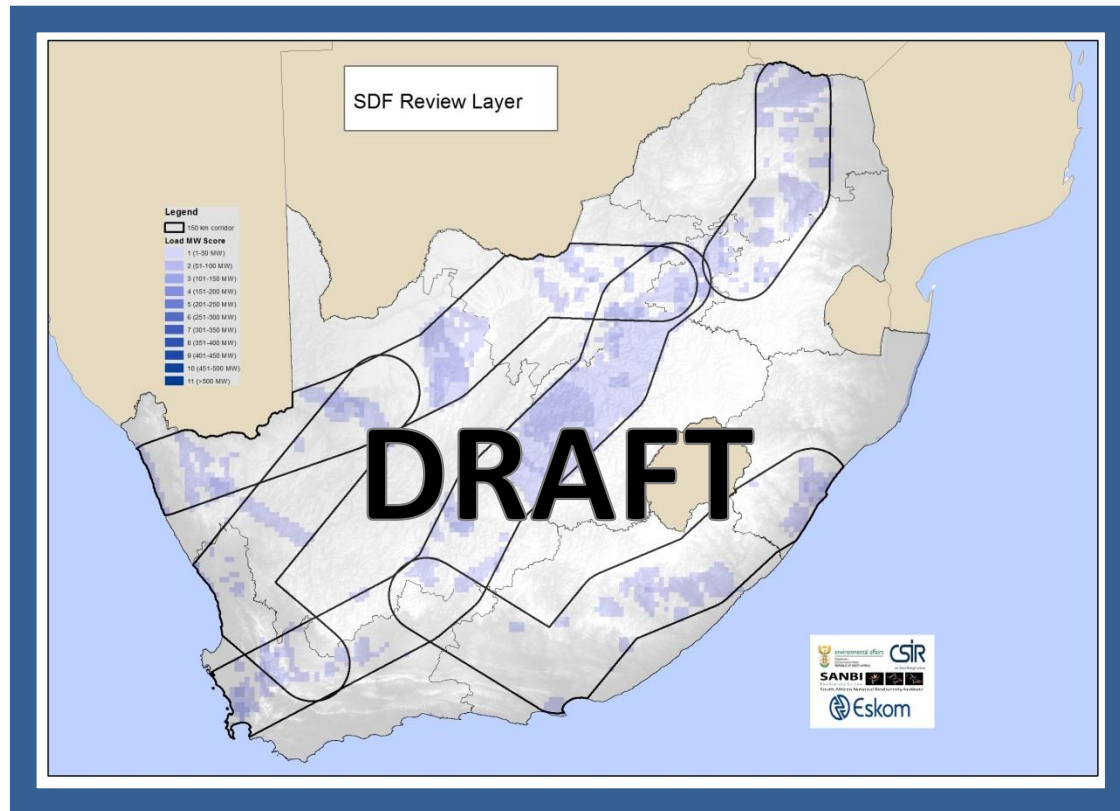 SDF Review Layer
Legend
150 km corridor
Load MW Score
1 (1-50 MW)
2 (51-100 MW)
3 (101-150 MW)
4 (151-200 MW)
5 (201-250 MW)
6 (251-300 MW)
7 (301-350 MW)
8 (351-400 MW)
9 (401-450 MW)
10 (451-500 MW)
11 (>500 MW)
DRAFT
environmental affairs
CSIR
SANBI
South African National Biodiversity Institute
Eskom